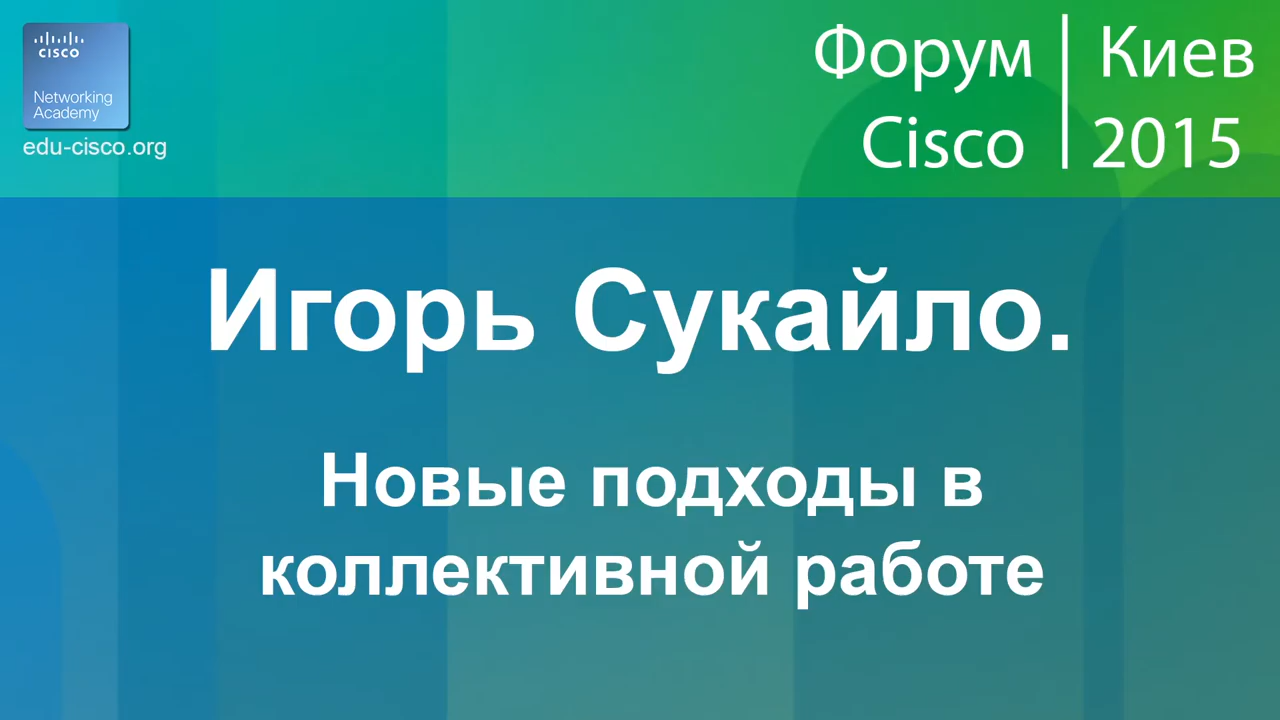 CISCO
Networking
Academy
edu-cisco.org
Форум
Cisco
Киев
2015
Игорь Сукайло.
Новые подходы в
коллективной работе